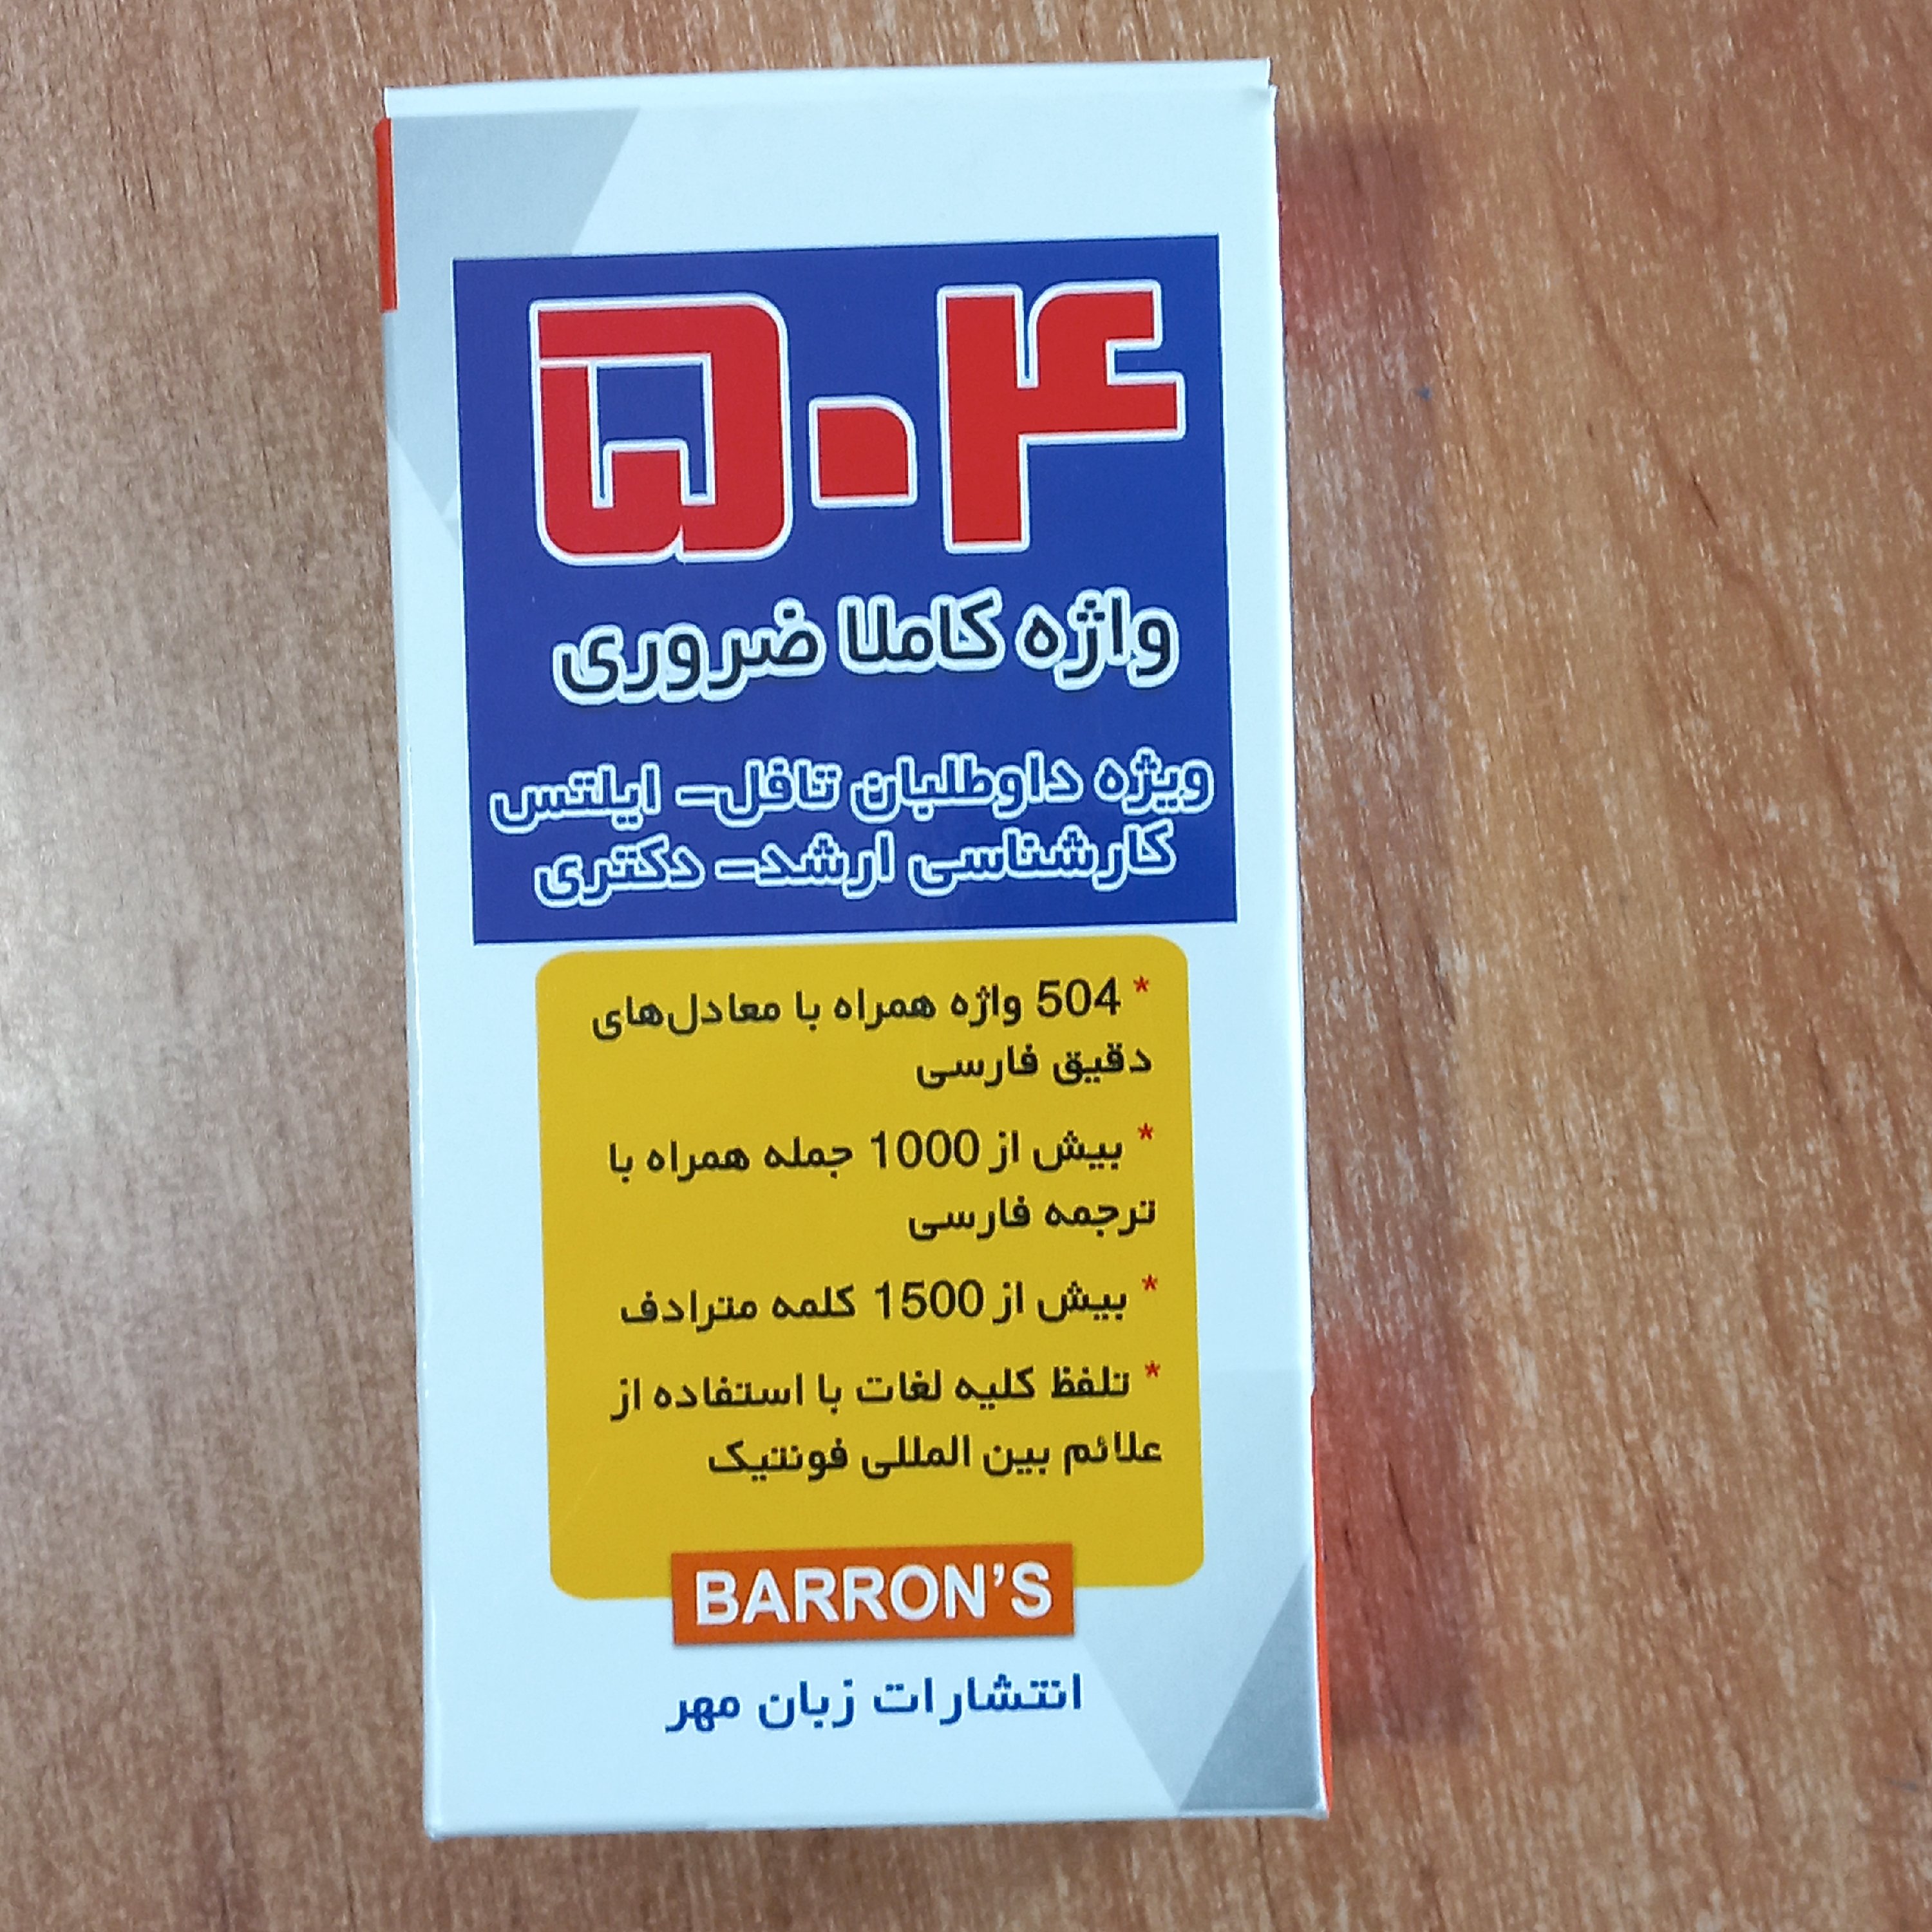 ۵۰۴
واژه کاملا ضروری
ویژه داوطلبان تافل- ایلتس
کارشناسی ارشد- دکتری
* 504 واژه همراه با معادل‌های
دقیق فارسی
* بیش از 1000 جمله همراه با
ترجمه فارسی
* بیش از 1500 کلمه مترادف
* تلفظ کلیه لغات با استفاده از
علائم بین المللی فونتیک
BARRON’S
انتشارات زبان مهر